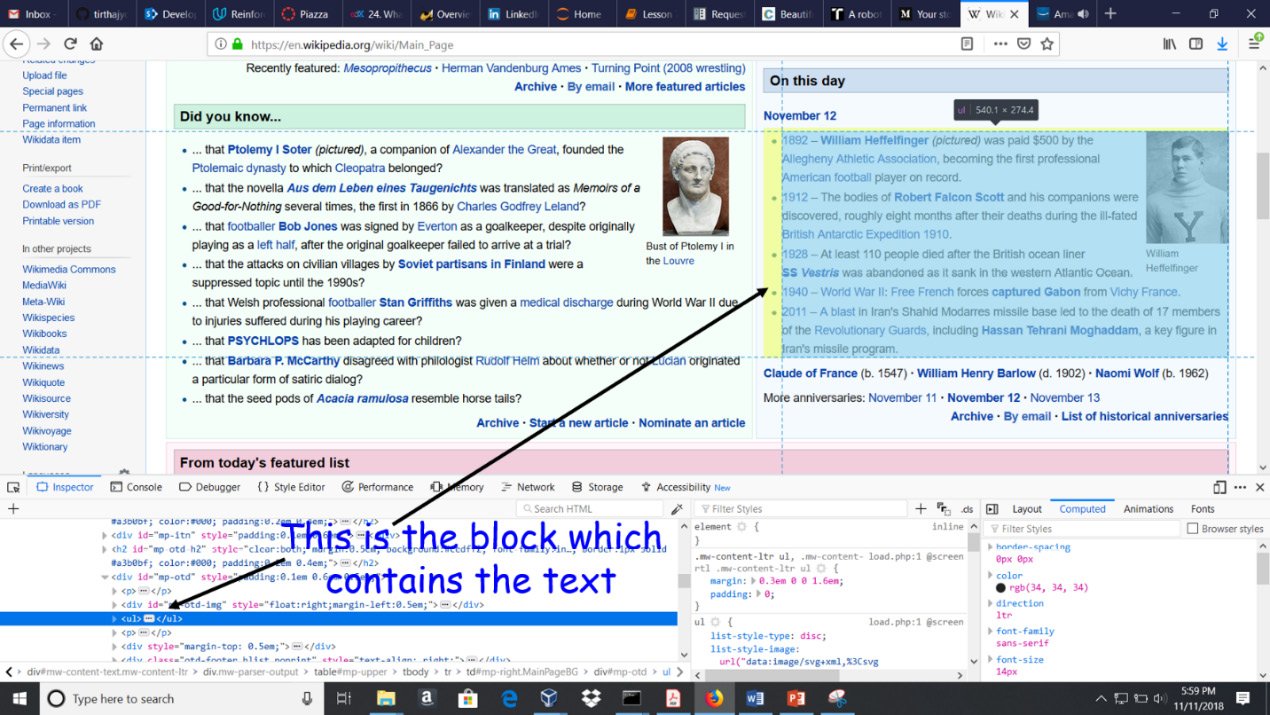 Inbox -
tirthajyo
Develop
Reinfor
Piazza
24. Wha
Overvie
LinkedI
Home
Lesson
Request
Beautif
A robot
Your sto
Wiki
Ama
https://en.wikipedia.org/wiki/Main_Page
Related changes
Upload file
Special pages
Permanent link
Page information
Wikidata item
Print/export
Create a book
Download as PDF
Printable version
In other projects
Wikimedia Commons
MediaWiki
Meta-Wiki
Wikispecies
Wikibooks
Wikidata
Wikinews
Wikiquote
Wikisource
Wikiversity
Wikivoyage
Wiktionary
Languages
Recently featured: Mesopropithecus · Herman Vandenburg Ames · Turning Point (2008 wrestling)
Archive · By email · More featured articles
Did you know...
... that Ptolemy I Soter (pictured), a companion of Alexander the Great, founded the
Ptolemaic dynasty to which Cleopatra belonged?
... that the novella Aus dem Leben eines Taugenichts was translated as Memoirs of a
Good-for-Nothing several times, the first in 1866 by Charles Godfrey Leland?
... that footballer Bob Jones was signed by Everton as a goalkeeper, despite originally
playing as a left half, after the original goalkeeper failed to arrive at a trial?
... that the attacks on civilian villages by Soviet partisans in Finland were a
suppressed topic until the 1990s?
... that Welsh professional footballer Stan Griffiths was given a medical discharge during World War II due
to injuries suffered during his playing career?
... that PSYCHLOPS has been adapted for children?
... that Barbara P. McCarthy disagreed with philologist Rudolf Helm about whether or not Lucian originated
a particular form of satiric dialog?
... that the seed pods of Acacia ramulosa resemble horse tails?
Bust of Ptolemy I in
the Louvre
Archive · Start a new article · Nominate an article
From today's featured list
On this day
November 12
ul 540.1 × 274.4
1892 – William Heffelfinger (pictured) was paid $500 by the
Allegheny Athletic Association, becoming the first professional
American football player on record.
1912 – The bodies of Robert Falcon Scott and his companions were
discovered, roughly eight months after their deaths during the ill-fated
British Antarctic Expedition 1910.
1928 – At least 110 people died after the British ocean liner
SS Vestris was abandoned as it sank in the western Atlantic Ocean.
1940 – World War II: Free French forces captured Gabon from Vichy France.
2011 – A blast in Iran's Shahid Modarres missile base led to the death of 17 members
of the Revolutionary Guards, including Hassan Tehrani Moghaddam, a key figure in
Iran's missile program.
William
Heffelfinger
Claude of France (b. 1547) · William Henry Barlow (d. 1902) · Naomi Wolf (b. 1962)
More anniversaries: November 11 · November 12 · November 13
Archive · By email · List of historical anniversaries
Inspector Console Debugger Style Editor Performance Memory Network Storage Accessibility New
Search HTML
#a3b0bf; color:#000; padding:0.2em 0.4em;"> </h2>
<div id="mp-itn" style="padding:0.1em 0.6em;"> </div>
<h2 id="mp-otd-h2" style="clear:both; margin:0.5em; background:#cedff2; font-family:in…; border:1px solid
#a3b0bf; color:#000; padding:0.2em 0.4em;"> </h2>
<div id="mp-otd" style="padding:0.1em 0.6em 0.5em;">
<p> </p>
<div id="mp-otd-img" style="float:right;margin-left:0.5em;"> </div>
<ul> </ul>
<p> </p>
<div style="margin-top: 0.5em;"> </div>
<div class="otd-footer hlist noprint" style="text-align: right;"> </div>
This is the block which
contains the text
div#mw-content-text.mw-content-ltr div.mw-parser-output table#mp-upper tbody tr td#mp-right.MainPageBG div#mp-otd ul
Filter Styles
.cls
element { inline
}
.mw-content-ltr ul, .mw-content- load.php:1 @screen
rtl .mw-content-ltr ul {
margin: 0.3em 0 0 1.6em;
padding: 0;
}
ul { load.php:1 @screen
list-style-type: disc;
list-style-image:
url("data:image/svg+xml,%3Csvg
Layout Computed Animations Fonts
Filter Styles
Browser styles
border-spacing
0px 0px
color
rgb(34, 34, 34)
direction
ltr
font-family
sans-serif
font-size
14px
Type here to search
5:59 PM
11/11/2018